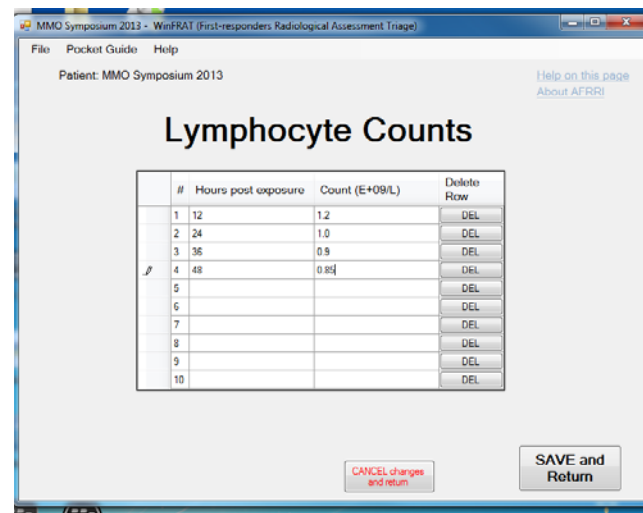 MMO Symposium 2013 - WinFRAT (First-responders Radiological Assessment Triage)
File Pocket Guide Help
Patient: MMO Symposium 2013
Help on this page
About AFRRI
Lymphocyte Counts
# Hours post exposure Count (E+09/L) Delete Row
1 12 1.2 DEL
2 24 1.0 DEL
3 36 0.9 DEL
4 48 0.85 DEL
5 DEL
6 DEL
7 DEL
8 DEL
9 DEL
10 DEL
CANCEL changes
and return
SAVE and
Return